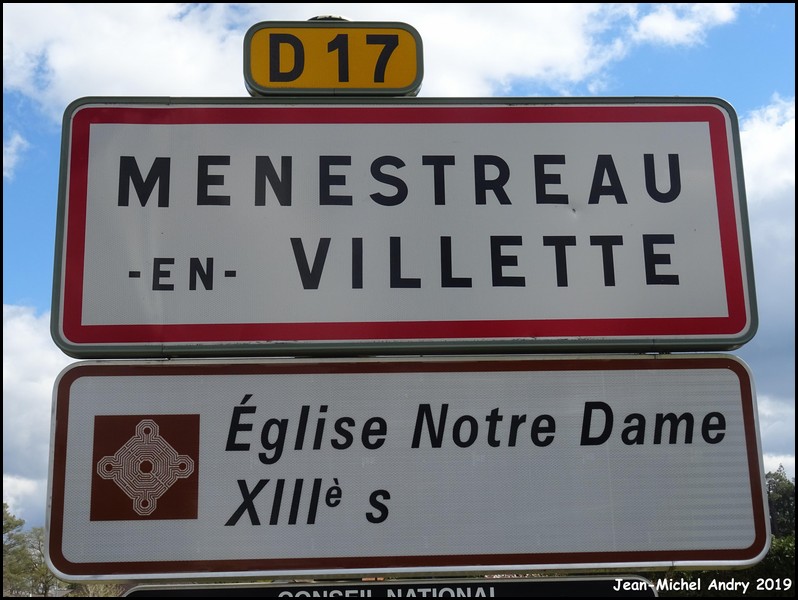 D 17
MENESTREAU
-EN- VILLETTE
Église Notre Dame
XIIIè s
CONSEIL NATIONAL
Jean-Michel Andry 2019